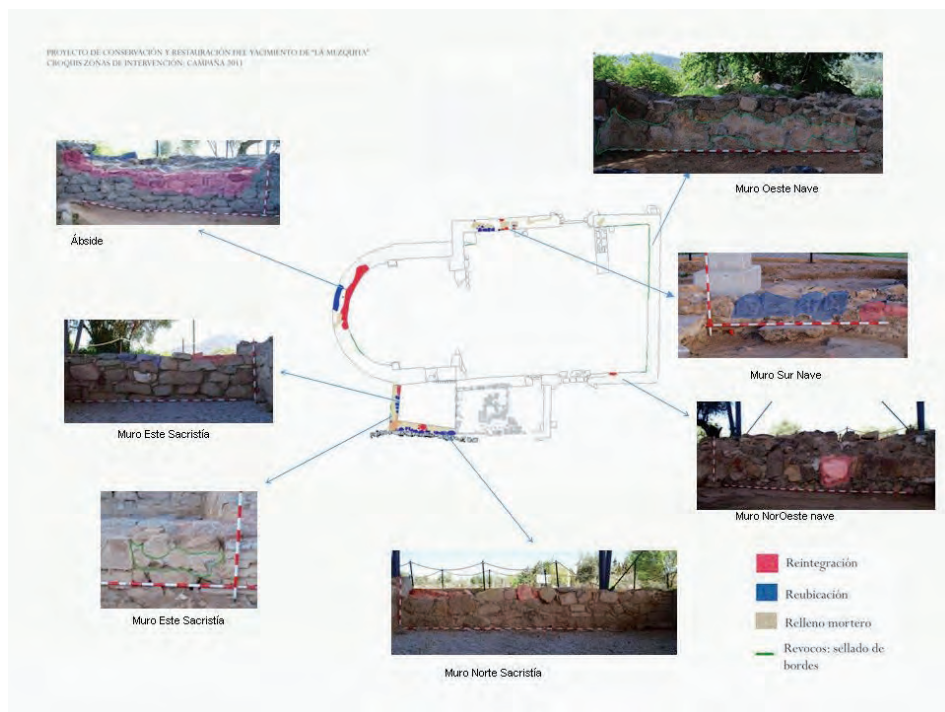 PROYECTO DE CONSERVACIÓN Y RESTAURACIÓN DEL YACIMIENTO DE "LA MEZQUITA"
CROQUIS ZONAS DE INTERVENCIÓN: CAMPAÑA 2011
Muro Oeste Nave
Ábside
Muro Sur Nave
Muro Este Sacristía
Muro NorOeste nave
Muro Este Sacristía
Muro Norte Sacristía
Reintegración
Reubicación
Relleno mortero
Revocos: sellado de
bordes